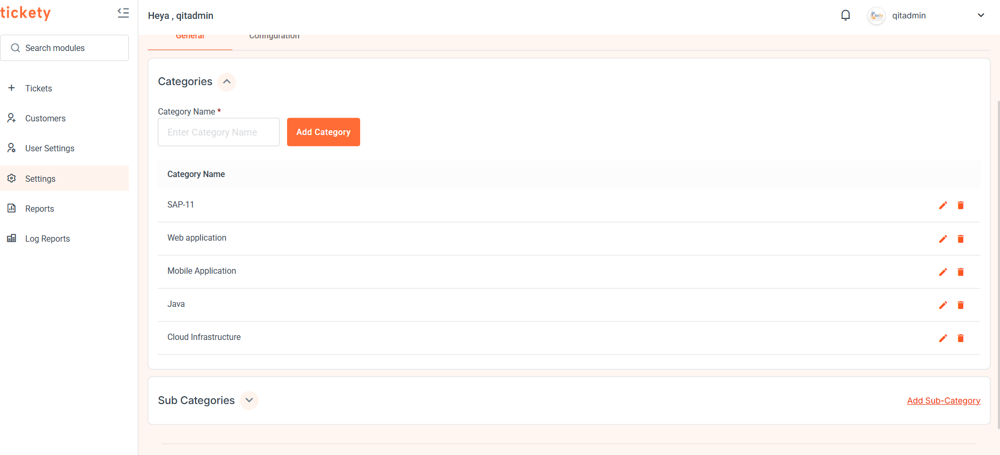 tickety
Heya , qitadmin
qitadmin
Search modules
Tickets
Customers
User Settings
Settings
Reports
Log Reports
General
Configuration
Categories
Category Name *
Enter Category Name
Add Category
Category Name
SAP-11
Web application
Mobile Application
Java
Cloud Infrastructure
Sub Categories
Add Sub-Category